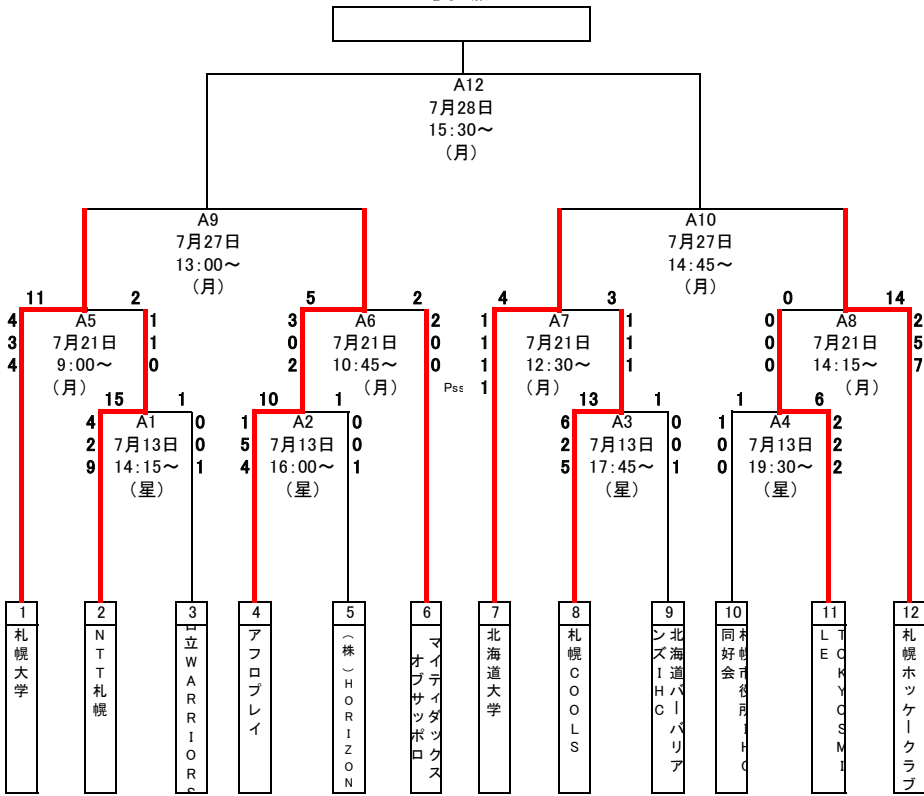 A12
7月28日
15:30～
（月）
A9
7月27日
13:00～
（月）
A10
7月27日
14:45～
（月）
11 2
4 A5 1
3 7月21日 1
4 9:00～ 0
（月）
5 2
3 A6 2
0 7月21日 0
2 10:45～ 0
（月）
4 3
1 A7 1
1 7月21日 1
1 12:30～ 1
Pss 1 （月）
0 14
0 A8 2
0 7月21日 5
0 14:15～ 7
（月）
15 1
4 A1 0
2 7月13日 0
9 14:15～ 1
（星）
10 1
1 A2 0
5 7月13日 0
4 16:00～ 1
（星）
13 1
6 A3 0
2 7月13日 0
5 17:45～ 1
（星）
1 6
1 A4 2
0 7月13日 2
0 19:30～ 2
（星）
1
札幌大学
2
NTT札幌
3
立WARRIORS
4
アフロプレイ
5
（株）HORIZON
6
マイティダックス
オブサッポロ
7
北海道大学
8
札幌COOLS
9
北海道バーバリア
ンズIHC
10
札幌市役所IHC
同好会
11
TOKYOSMI
LE
12
札幌ホッケークラブ